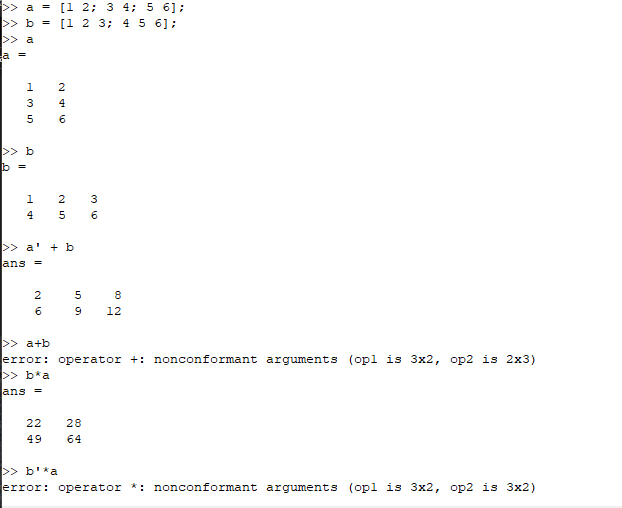 >> a = [1 2; 3 4; 5 6];
>> b = [1 2 3; 4 5 6];
>> a
a =
1 2
3 4
5 6
>> b
b =
1 2 3
4 5 6
>> a' + b
ans =
2 5 8
6 9 12
>> a+b
error: operator +: nonconformant arguments (op1 is 3x2, op2 is 2x3)
>> b*a
ans =
22 28
49 64
>> b'*a
error: operator *: nonconformant arguments (op1 is 3x2, op2 is 3x2)